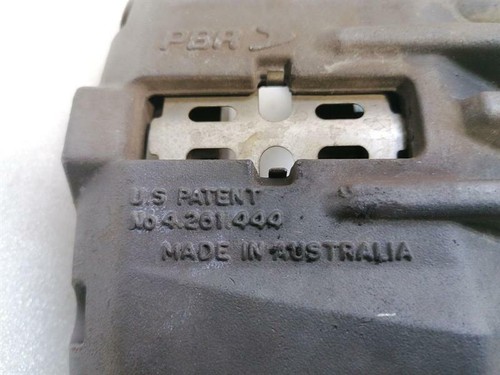 PBR
U.S PATENT
No 4.261.444
MADE IN AUSTRALIA